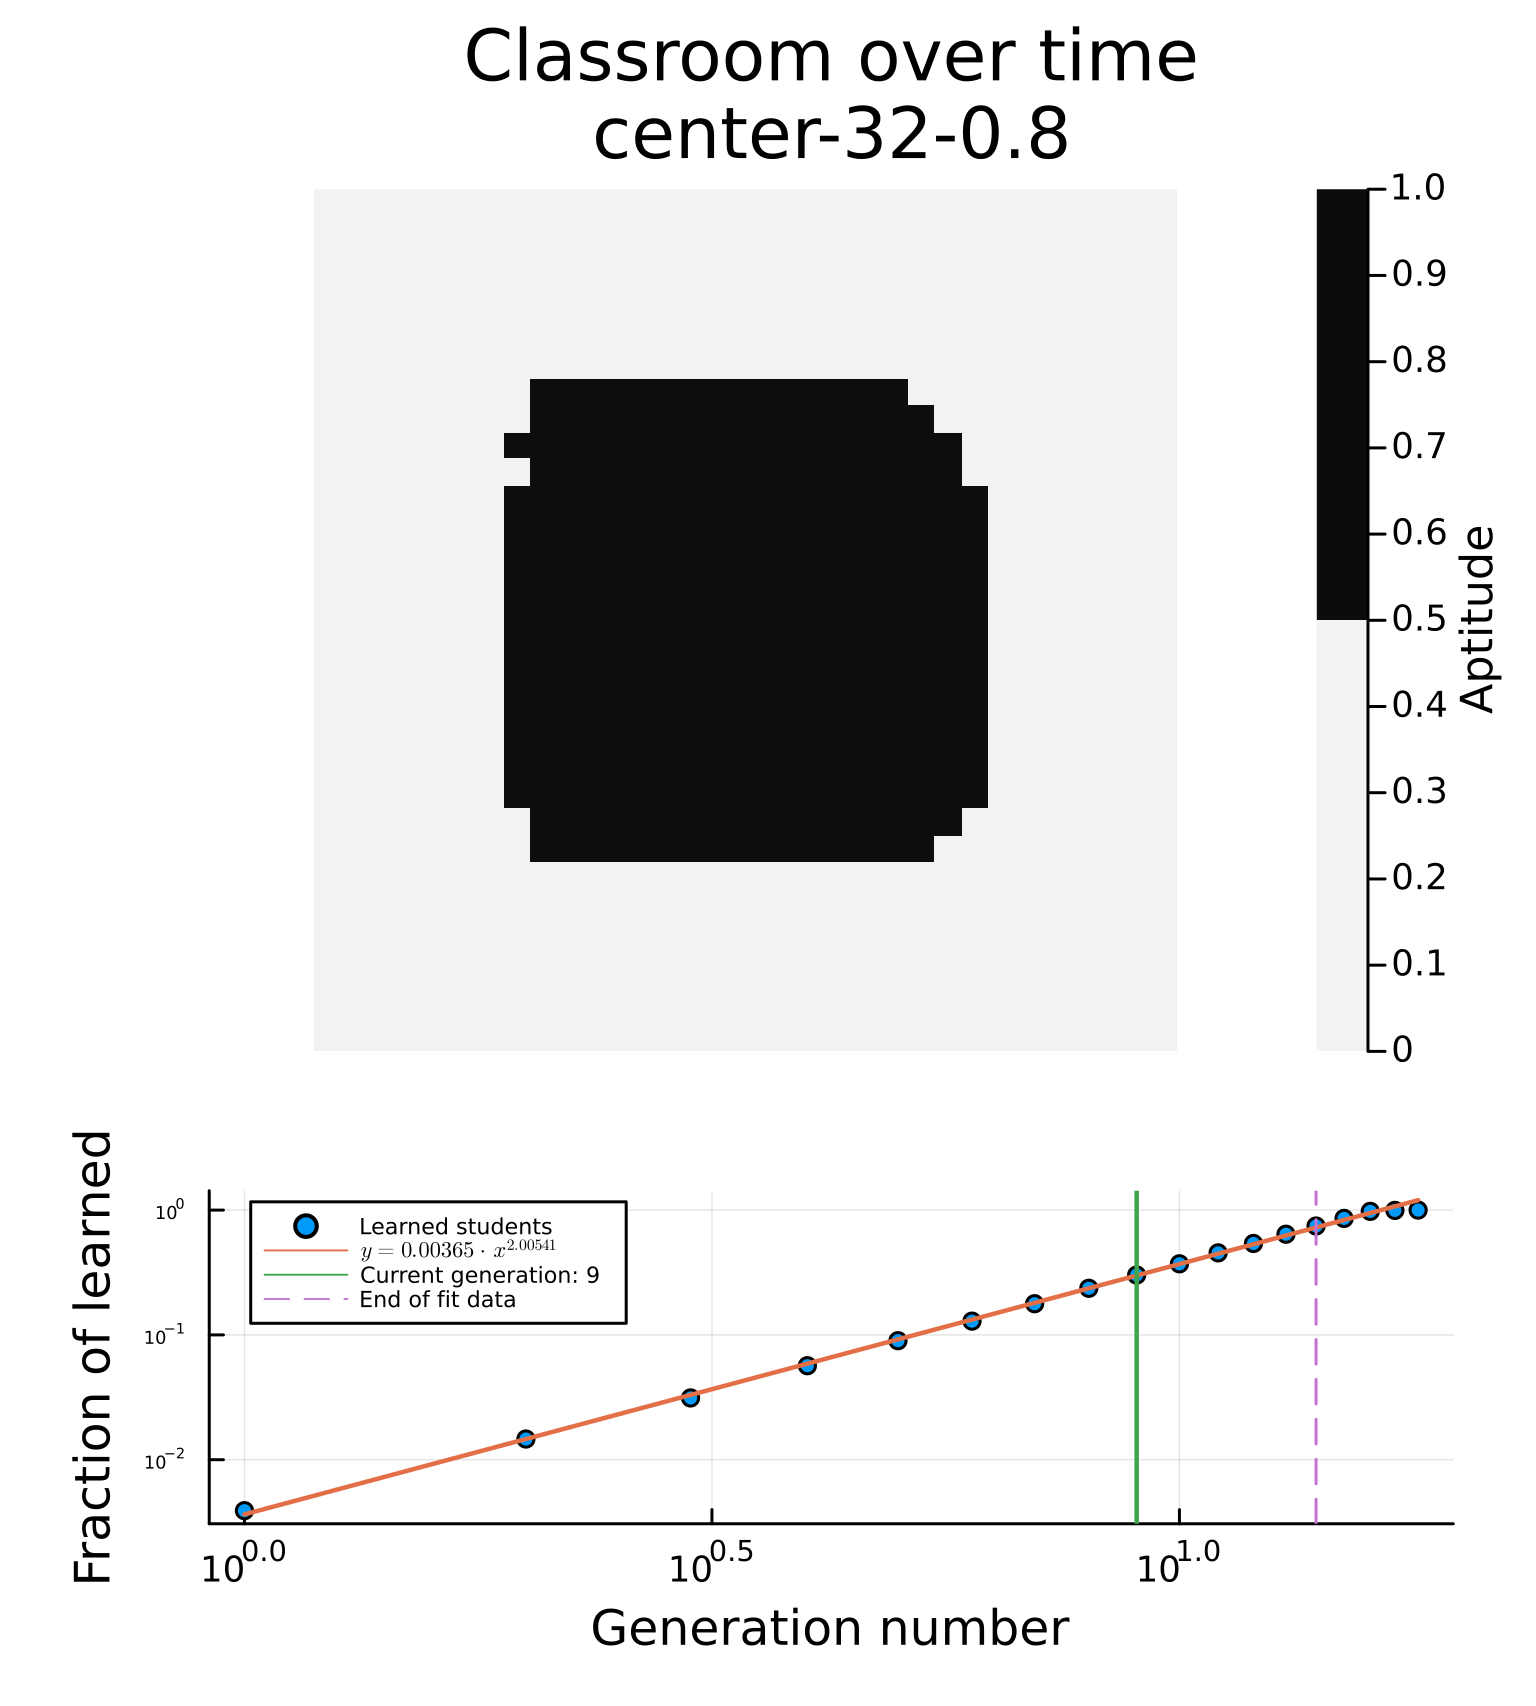 Classroom over time
center-32-0.8
1.0
0.9
0.8
0.7
0.6
0.5
0.4
0.3
0.2
0.1
0
Aptitude
Fraction of learned
10⁰
10⁻¹
10⁻²
Learned students
y = 0.00365 · x^2.00541
Current generation: 9
End of fit data
10^0.0
10^0.5
10^1.0
Generation number